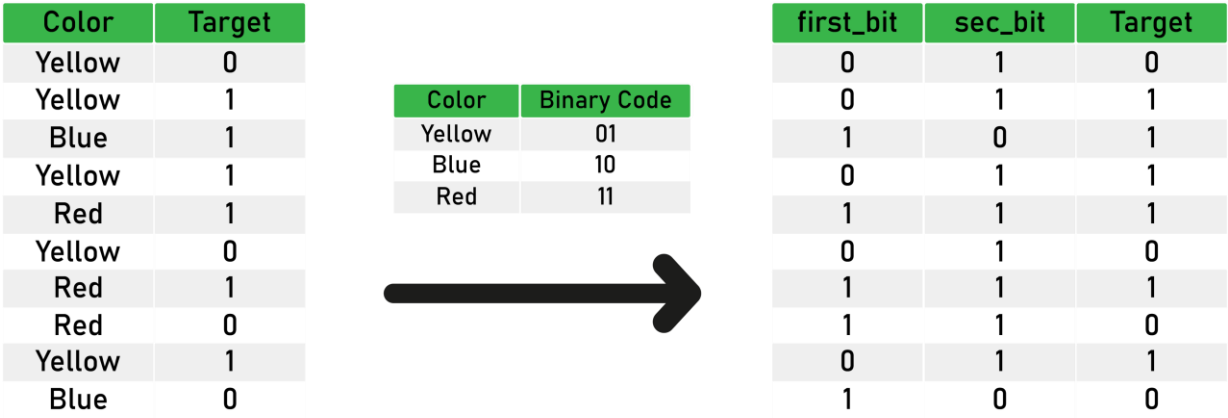 Color Target
Yellow 0
Yellow 1
Blue 1
Yellow 1
Red 1
Yellow 0
Red 1
Red 0
Yellow 1
Blue 0
Color Binary Code
Yellow 01
Blue 10
Red 11
first_bit sec_bit Target
0 1 0
0 1 1
1 0 1
0 1 1
1 1 1
0 1 0
1 1 1
1 1 0
0 1 1
1 0 0